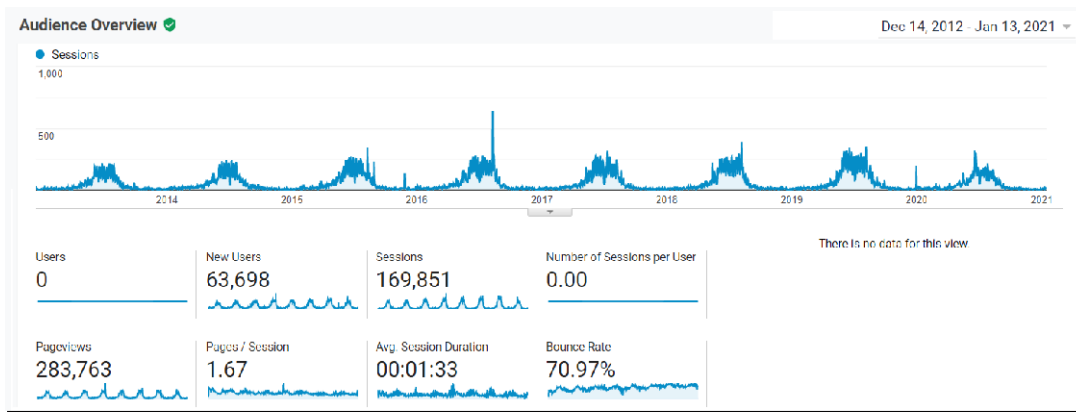 Audience Overview
Dec 14, 2012 - Jan 13, 2021
Sessions
1,000
500
2014 2015 2016 2017 2018 2019 2020 2021
There is no data for this view.
Users New Users Sessions Number of Sessions per User
0 63,698 169,851 0.00
Pageviews Pages / Session Avg. Session Duration Bounce Rate
283,763 1.67 00:01:33 70.97%